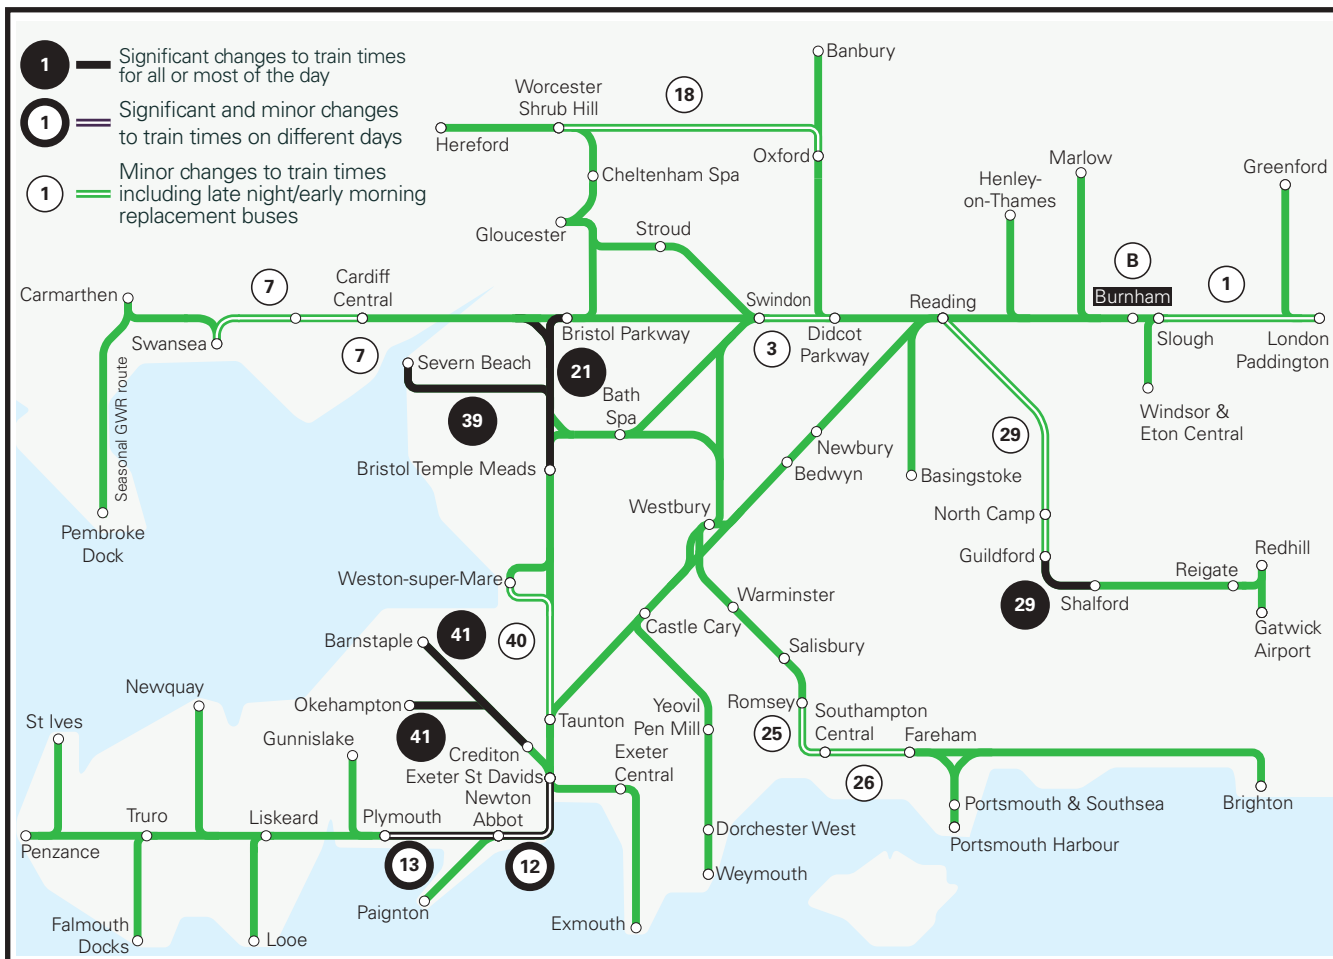 1
Significant changes to train times
for all or most of the day
1
Significant and minor changes
to train times on different days
1
Minor changes to train times
including late night/early morning
replacement buses
Banbury
Worcester
Shrub Hill
18
Hereford
Oxford
Cheltenham Spa
Marlow
Greenford
Henley-
on-Thames
Gloucester
Stroud
Carmarthen
7
Cardiff
Central
Swindon
Reading
B
Burnham
1
Swansea
7
Bristol Parkway
3
Didcot
Parkway
Slough
London
Paddington
Severn Beach
21
Seasonal GWR route
39
Bath
Spa
Windsor &
Eton Central
Newbury
29
Bristol Temple Meads
Bedwyn
Basingstoke
Pembroke
Dock
Westbury
North Camp
Guildford
Redhill
Weston-super-Mare
Reigate
29
Shalford
Warminster
Castle Cary
Gatwick
Airport
Barnstaple
41
40
Salisbury
Newquay
Okehampton
Yeovil
Pen Mill
Romsey
St Ives
Taunton
25
Southampton
Central
Fareham
Gunnislake
41
Crediton
Exeter
Central
Exeter St Davids
26
Newton
Abbot
Truro
Liskeard
Plymouth
Portsmouth & Southsea
Brighton
Penzance
Dorchester West
Portsmouth Harbour
13
12
Weymouth
Paignton
Falmouth
Docks
Looe
Exmouth